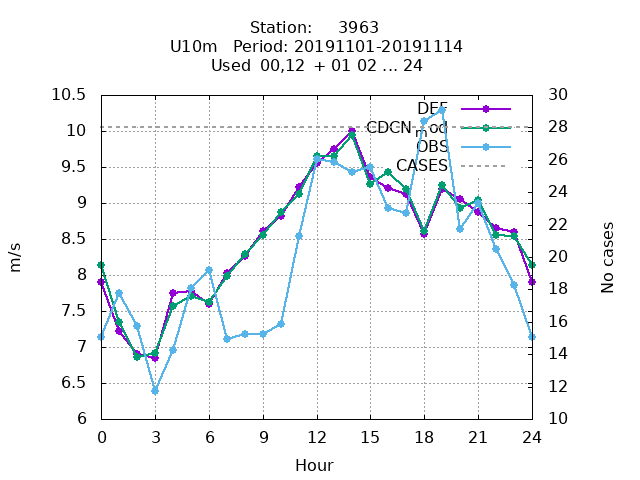 Station: 3963
U10m Period: 20191101-20191114
Used 00,12 + 01 02 ... 24
DEF
CDCN_mod
OBS
CASES
10.5
10
9.5
9
8.5
8
7.5
7
6.5
6
30
28
26
24
22
20
18
16
14
12
10
m/s
No cases
0 3 6 9 12 15 18 21 24
Hour